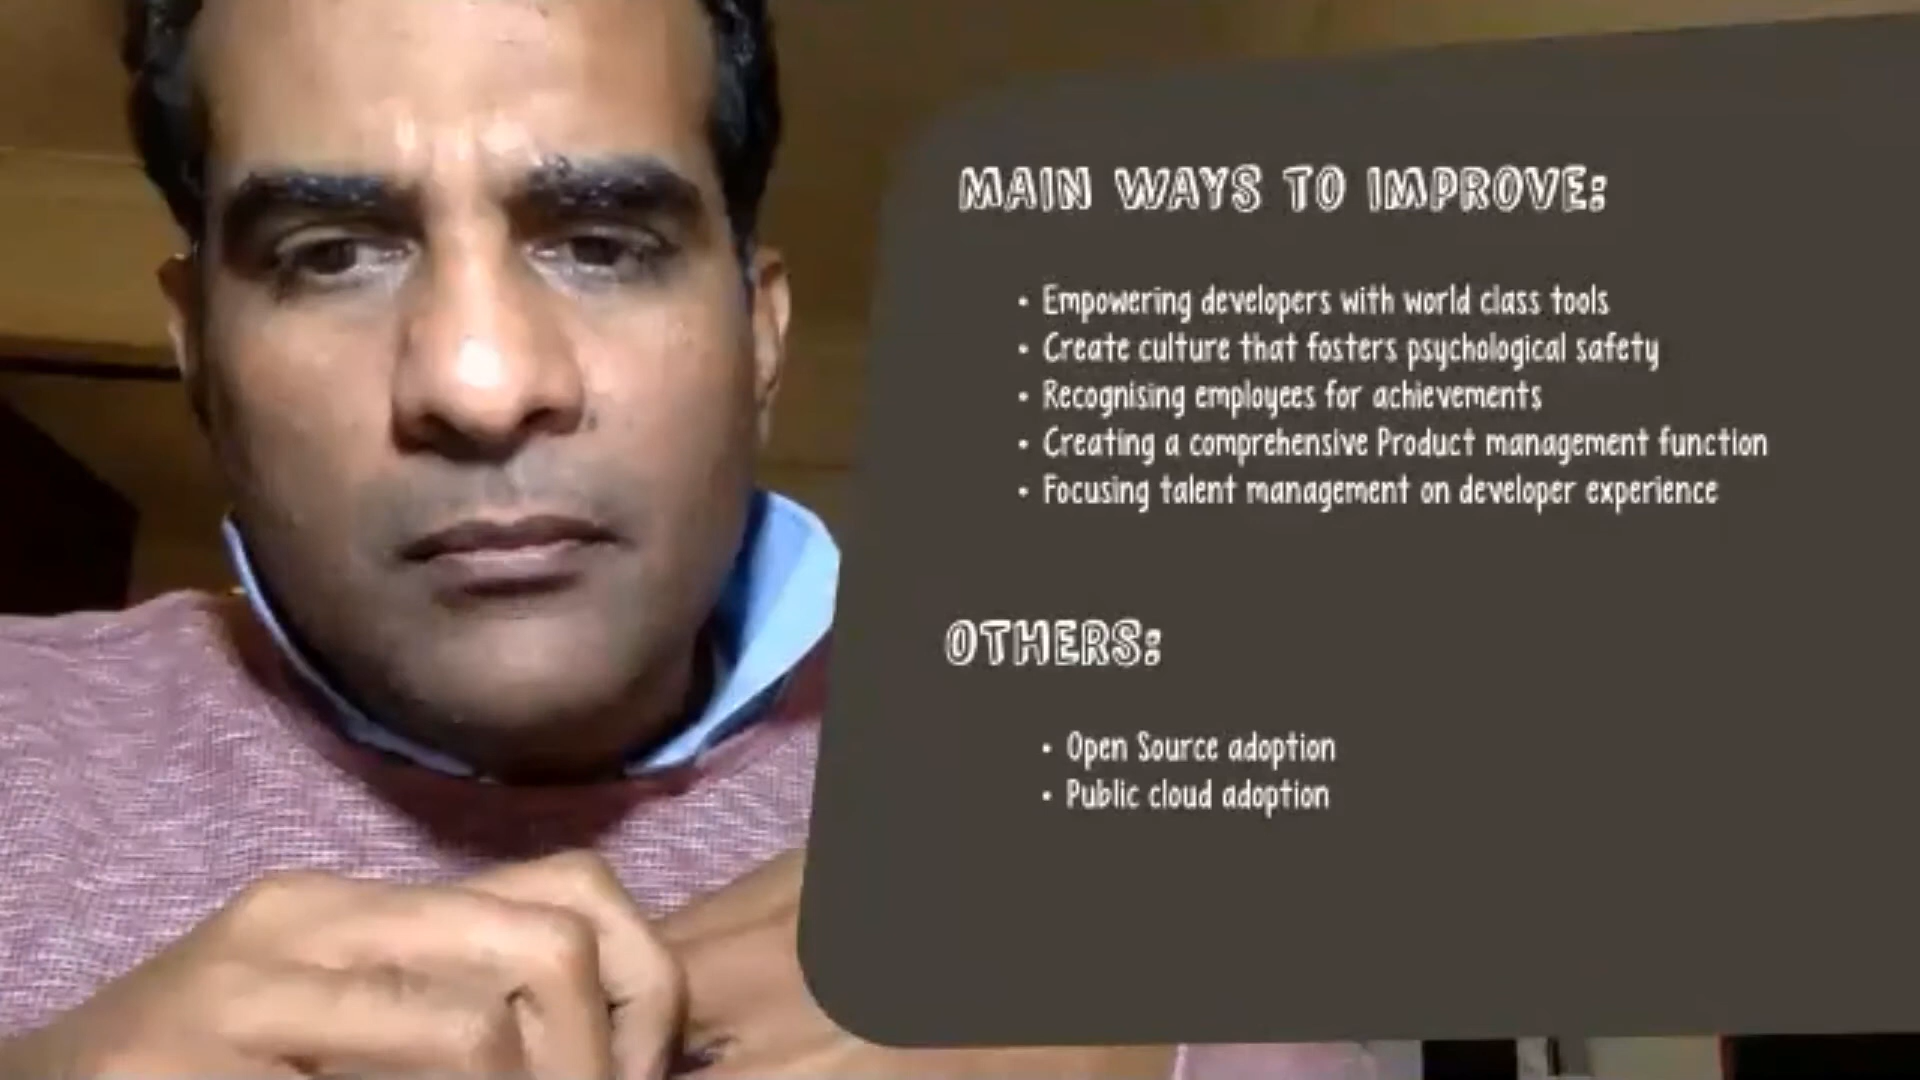 MAIN WAYS TO IMPROVE:
• Empowering developers with world class tools
• Create culture that fosters psychological safety
• Recognising employees for achievements
• Creating a comprehensive Product management function
• Focusing talent management on developer experience
OTHERS:
• Open Source adoption
• Public cloud adoption